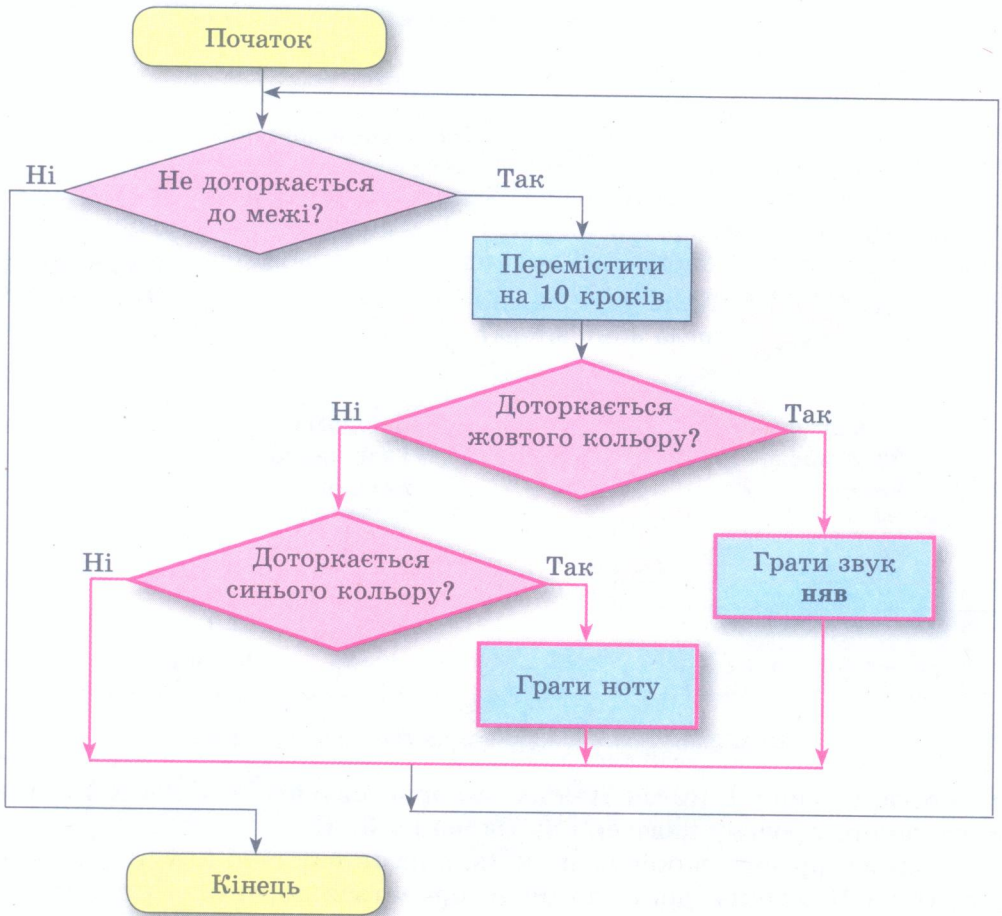 Початок
Ні
Не доторкається
до межі?
Так
Перемістити
на 10 кроків
Ні
Доторкається
жовтого кольору?
Так
Ні
Доторкається
синього кольору?
Так
Грати звук
няв
Грати ноту
Кінець